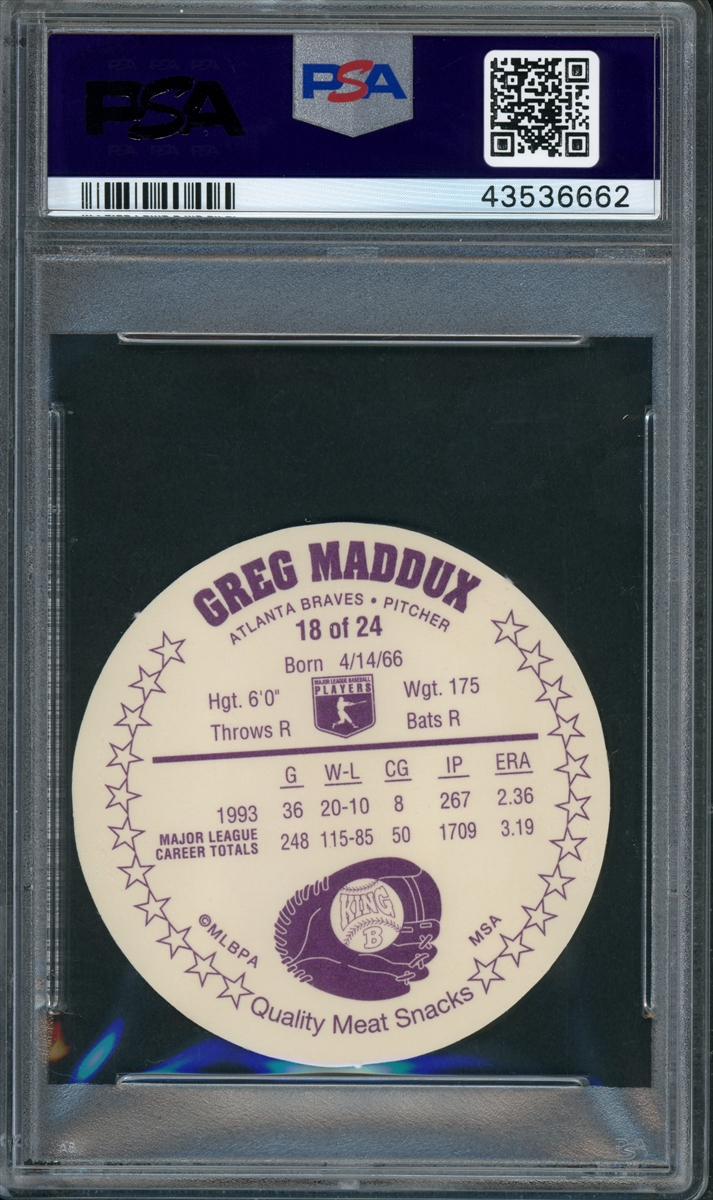 PSA
PSA
43536662
GREG MADDUX
ATLANTA BRAVES • PITCHER
18 of 24
Born 4/14/66
MAJOR LEAGUE BASEBALL
PLAYERS
Hgt. 6'0" Wgt. 175
Throws R Bats R
G W-L CG IP ERA
1993 36 20-10 8 267 2.36
MAJOR LEAGUE
CAREER TOTALS 248 115-85 50 1709 3.19
KING
B
©MLBPA
MSA
Quality Meat Snacks